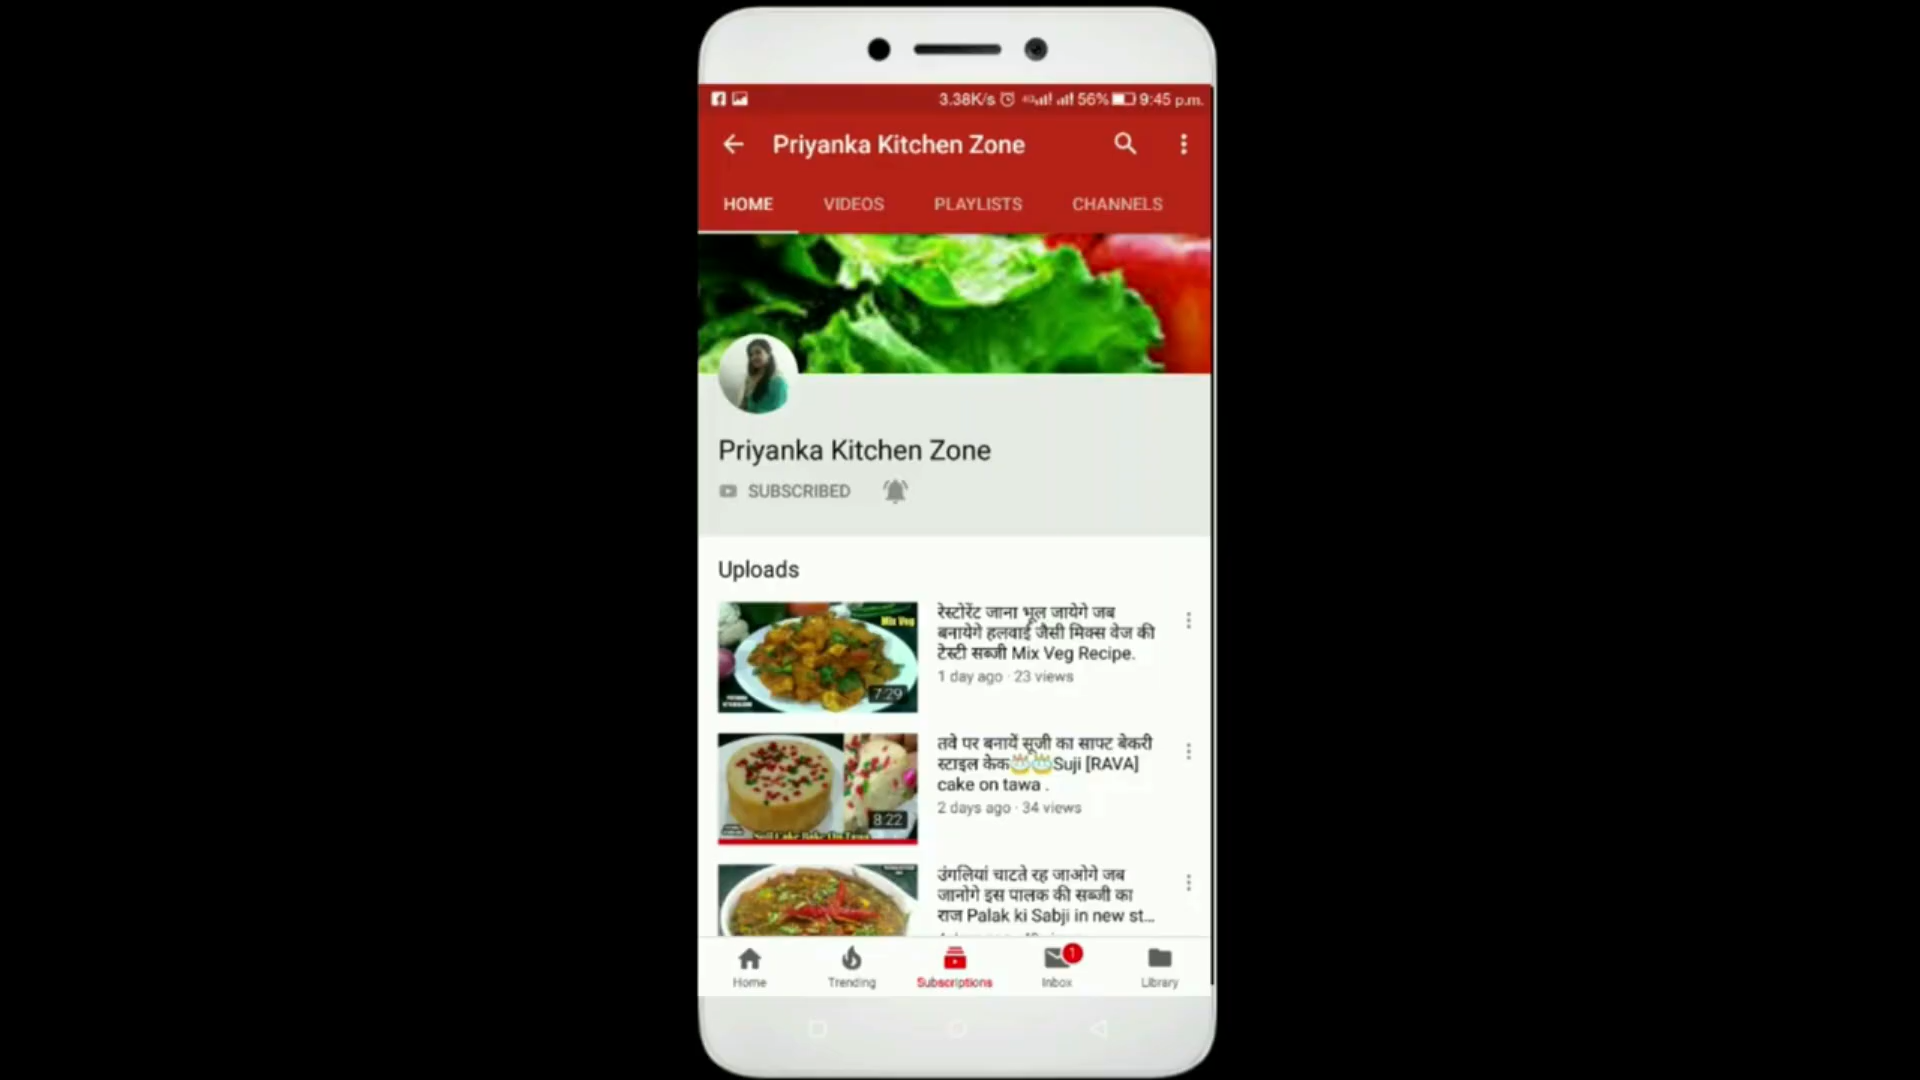 3.38K/s 56% 9:45 p.m.
Priyanka Kitchen Zone
HOME VIDEOS PLAYLISTS CHANNELS
Priyanka Kitchen Zone
SUBSCRIBED
Uploads
Mix Veg
7:29
रेस्टोरेंट जाना भूल जायेगे जब
बनायेगे हलवाई जैसी मिक्स वेज की
टेस्टी सब्जी Mix Veg Recipe.
1 day ago · 23 views
8:22
तवे पर बनायें सूजी का साफ्ट बेकरी
स्टाइल केक🎂🎂Suji [RAVA]
cake on tawa .
2 days ago · 34 views
उंगलियां चाटते रह जाओगे जब
जानोगे इस पालक की सब्जी का
राज Palak ki Sabji in new st...
1
Home Trending Subscriptions Inbox Library